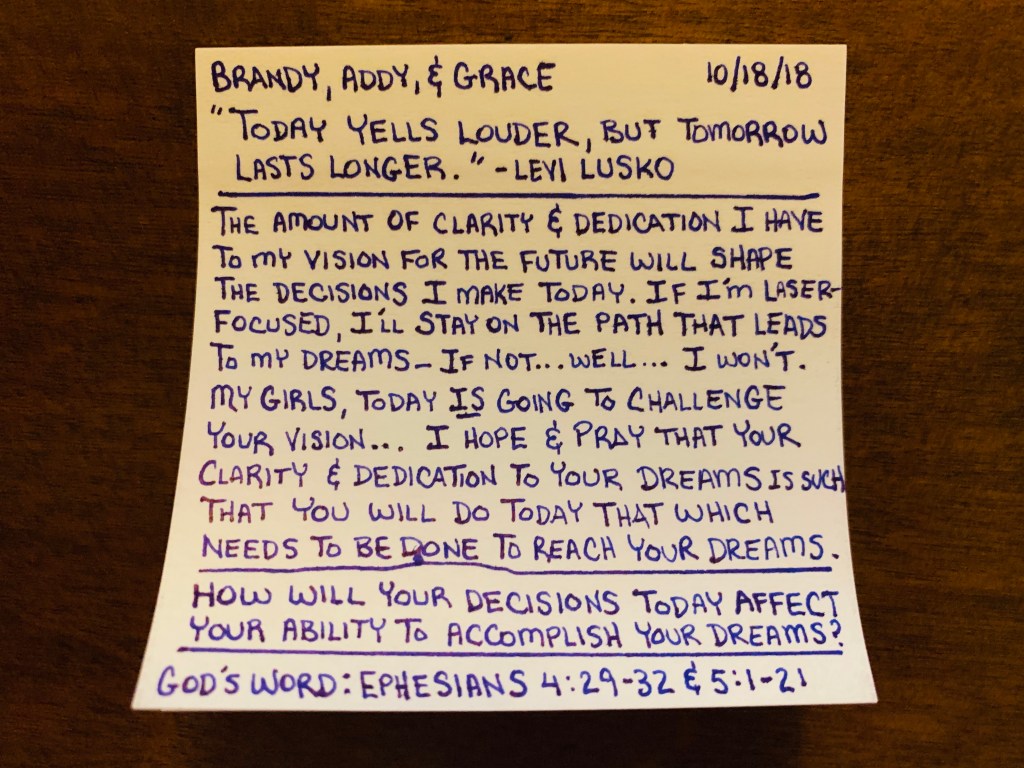 BRANDY, ADDY, & GRACE 10/18/18
"TODAY YELLS LOUDER, BUT TOMORROW
LASTS LONGER." - LEVI LUSKO
THE AMOUNT OF CLARITY & DEDICATION I HAVE
TO MY VISION FOR THE FUTURE WILL SHAPE
THE DECISIONS I MAKE TODAY. IF I'M LASER-
FOCUSED, I'LL STAY ON THE PATH THAT LEADS
TO MY DREAMS - IF NOT... WELL... I WON'T.
MY GIRLS, TODAY IS GOING TO CHALLENGE
YOUR VISION... I HOPE & PRAY THAT YOUR
CLARITY & DEDICATION TO YOUR DREAMS IS SUCH
THAT YOU WILL DO TODAY THAT WHICH
NEEDS TO BE DONE TO REACH YOUR DREAMS.
HOW WILL YOUR DECISIONS TODAY AFFECT
YOUR ABILITY TO ACCOMPLISH YOUR DREAMS?
GOD'S WORD: EPHESIANS 4:29-32 & 5:1-21